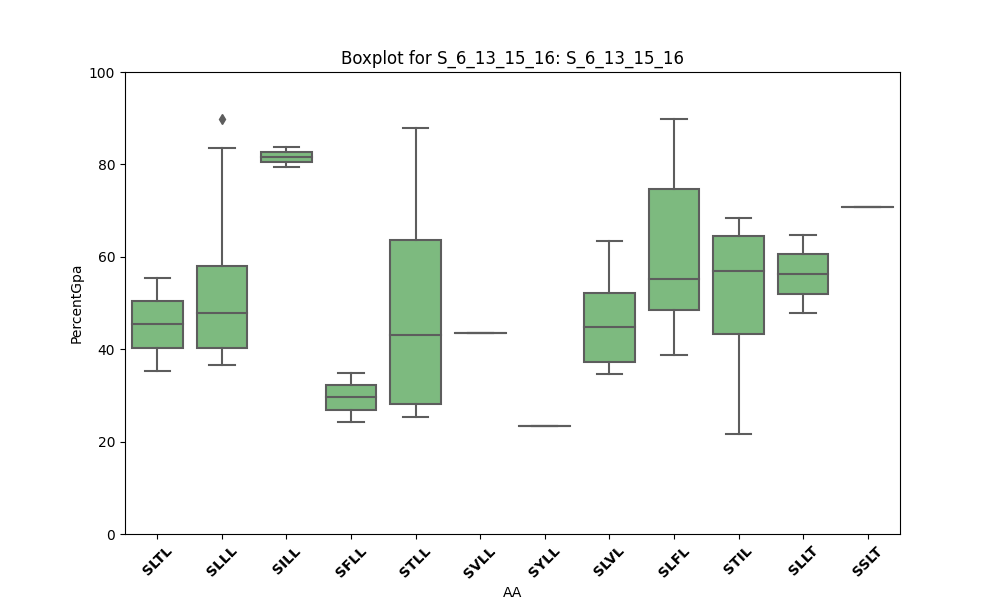 Boxplot for S_6_13_15_16: S_6_13_15_16
100
80
60
40
20
0
PercentGpa
SLTL
SLLL
SILL
SFLL
STLL
SVLL
SYLL
SLVL
SLFL
STIL
SLLT
SSLT
AA